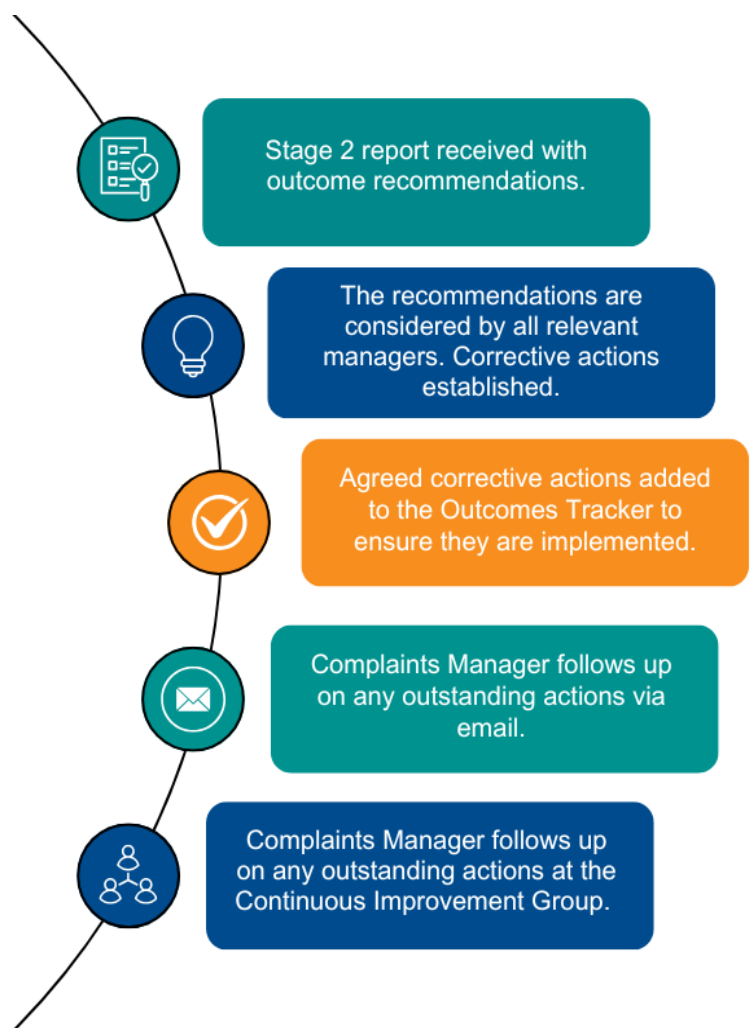 Stage 2 report received with
outcome recommendations.
The recommendations are
considered by all relevant
managers. Corrective actions
established.
Agreed corrective actions added
to the Outcomes Tracker to
ensure they are implemented.
Complaints Manager follows up
on any outstanding actions via
email.
Complaints Manager follows up
on any outstanding actions at the
Continuous Improvement Group.